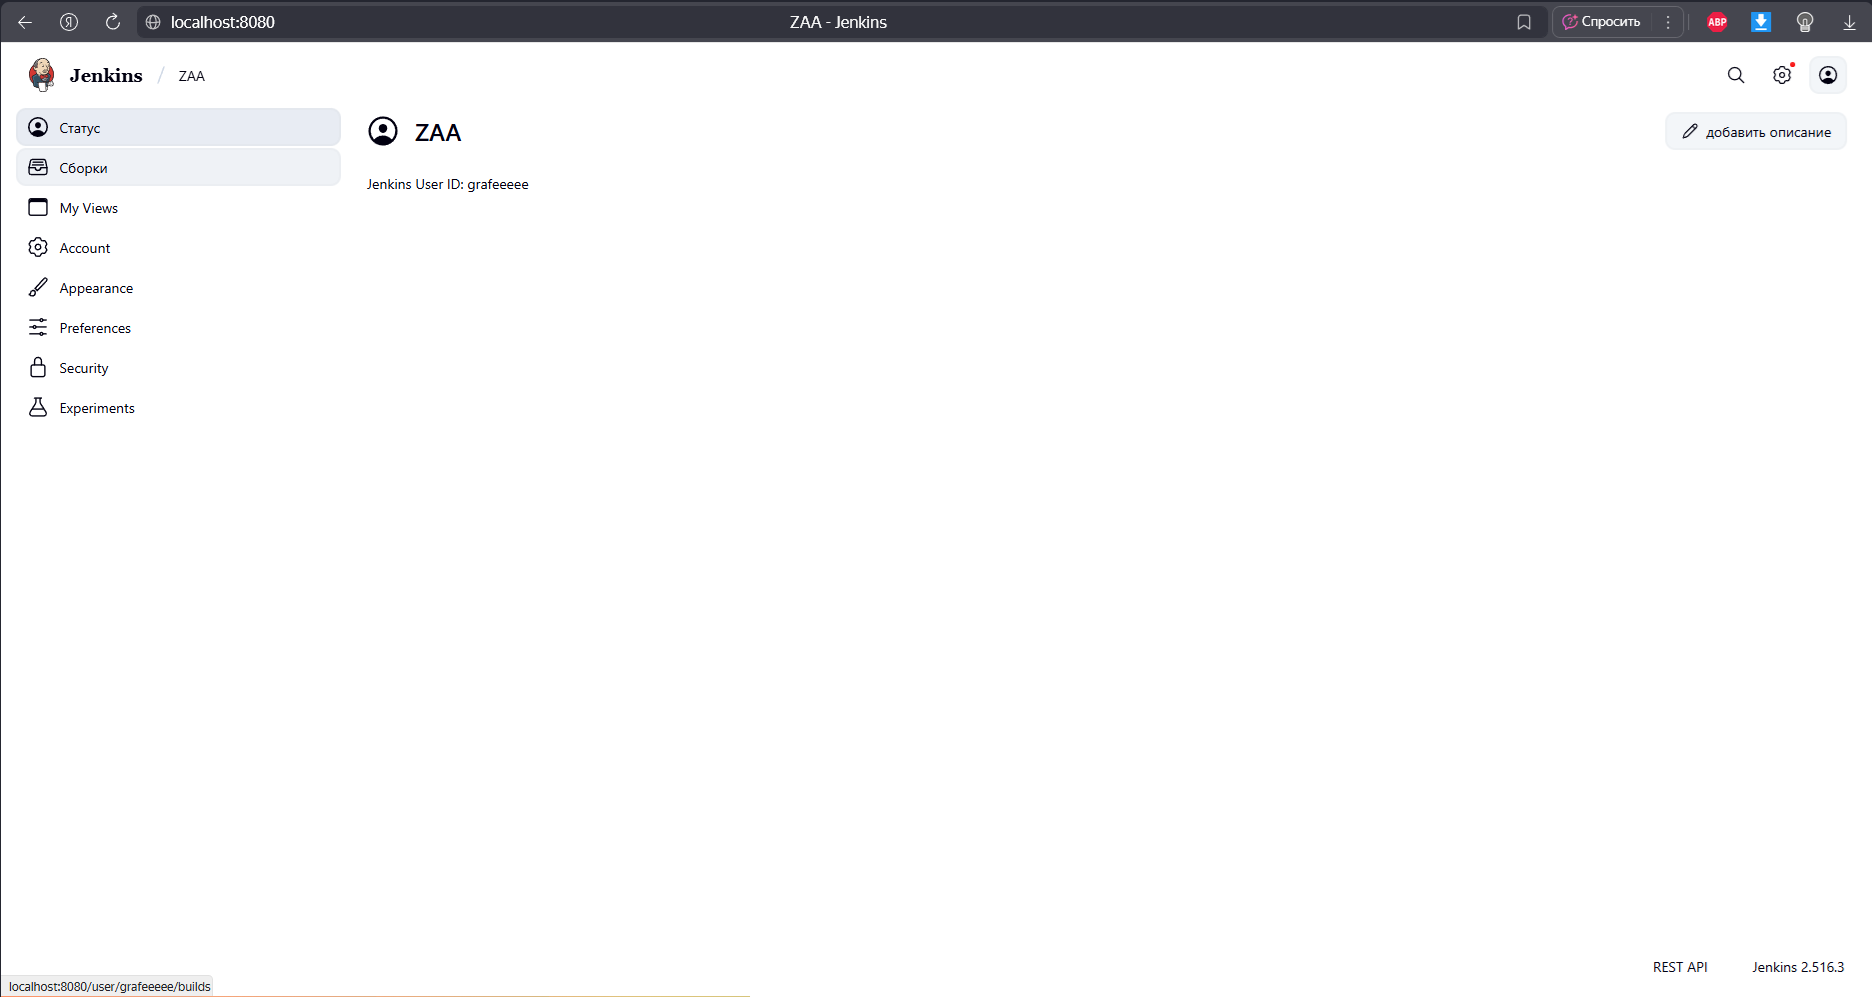 localhost:8080
ZAA - Jenkins
Спросить
ABP
Jenkins / ZAA
Статус
Сборки
My Views
Account
Appearance
Preferences
Security
Experiments
ZAA
добавить описание
Jenkins User ID: grafeeeee
REST API
Jenkins 2.516.3
localhost:8080/user/grafeeeee/builds